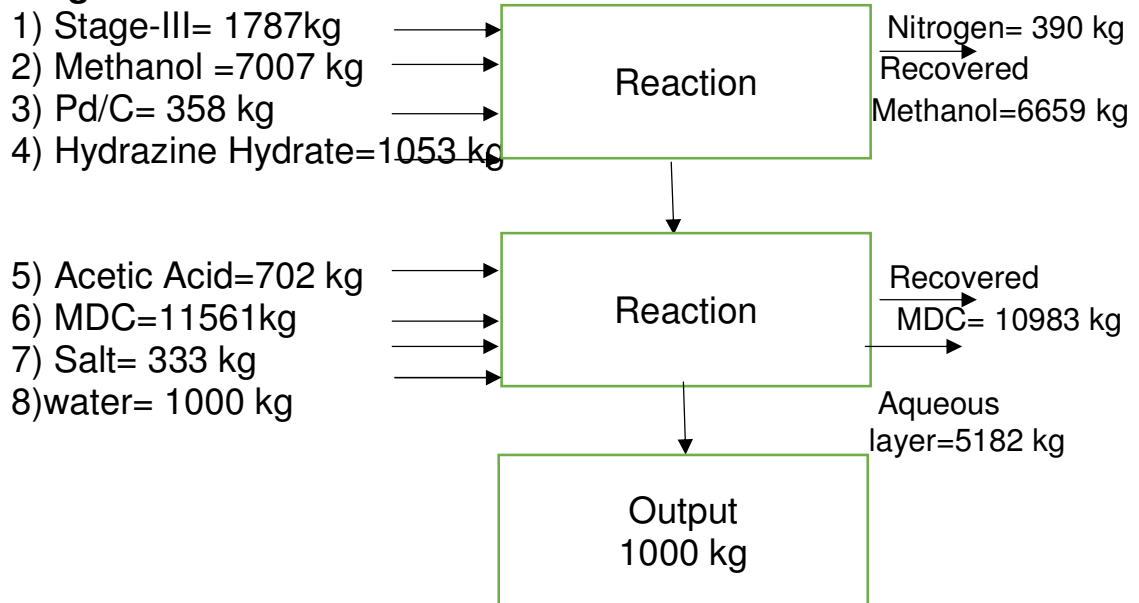 1) Stage-III= 1787kg
2) Methanol =7007 kg
3) Pd/C= 358 kg
4) Hydrazine Hydrate=1053 kg
Reaction
Nitrogen= 390 kg
Recovered
Methanol=6659 kg
5) Acetic Acid=702 kg
6) MDC=11561kg
7) Salt= 333 kg
8)water= 1000 kg
Reaction
Recovered
MDC= 10983 kg
Aqueous
layer=5182 kg
Output
1000 kg